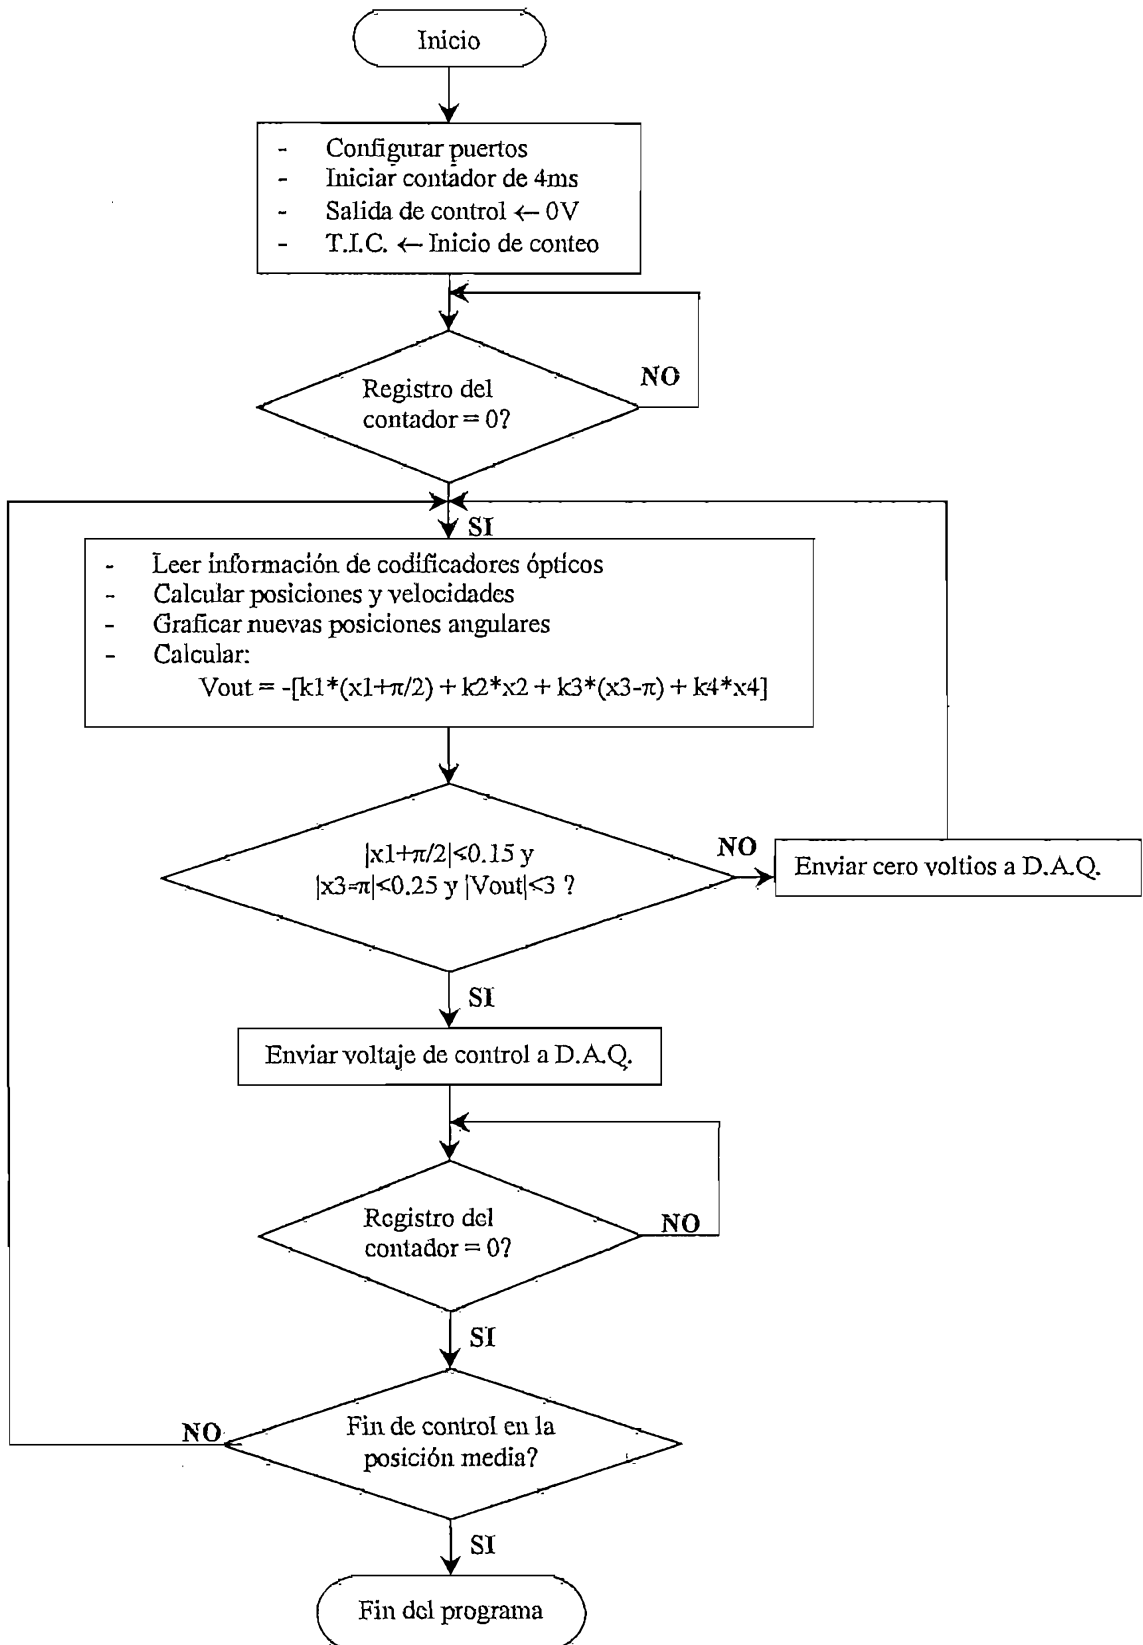 Inicio
- Configurar puertos
- Iniciar contador de 4ms
- Salida de control ← 0V
- T.I.C. ← Inicio de conteo
NO
Registro del
contador = 0?
SI
- Leer información de codificadores ópticos
- Calcular posiciones y velocidades
- Graficar nuevas posiciones angulares
- Calcular:
Vout = -[k1*(x1+π/2) + k2*x2 + k3*(x3-π) + k4*x4]
|x1+π/2|<0.15 y
|x3-π|<0.25 y |Vout|<3 ?
NO
Enviar cero voltios a D.A.Q.
SI
Enviar voltaje de control a D.A.Q.
Registro del
contador = 0?
NO
SI
NO
Fin de control en la
posición media?
SI
Fin del programa